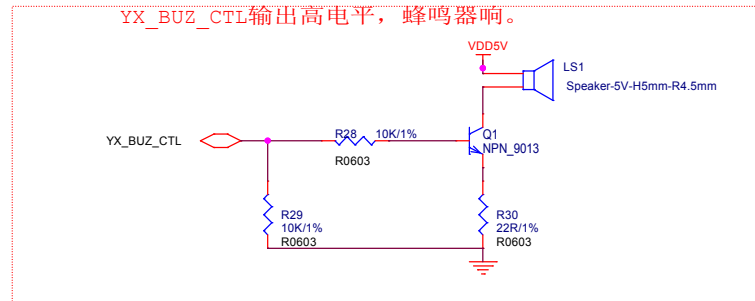 YX_BUZ_CTL输出高电平，蜂鸣器响。
VDD5V
LS1
Speaker-5V-H5mm-R4.5mm
YX_BUZ_CTL
R28 10K/1%
R0603
Q1
NPN_9013
R29
10K/1%
R0603
R30
22R/1%
R0603